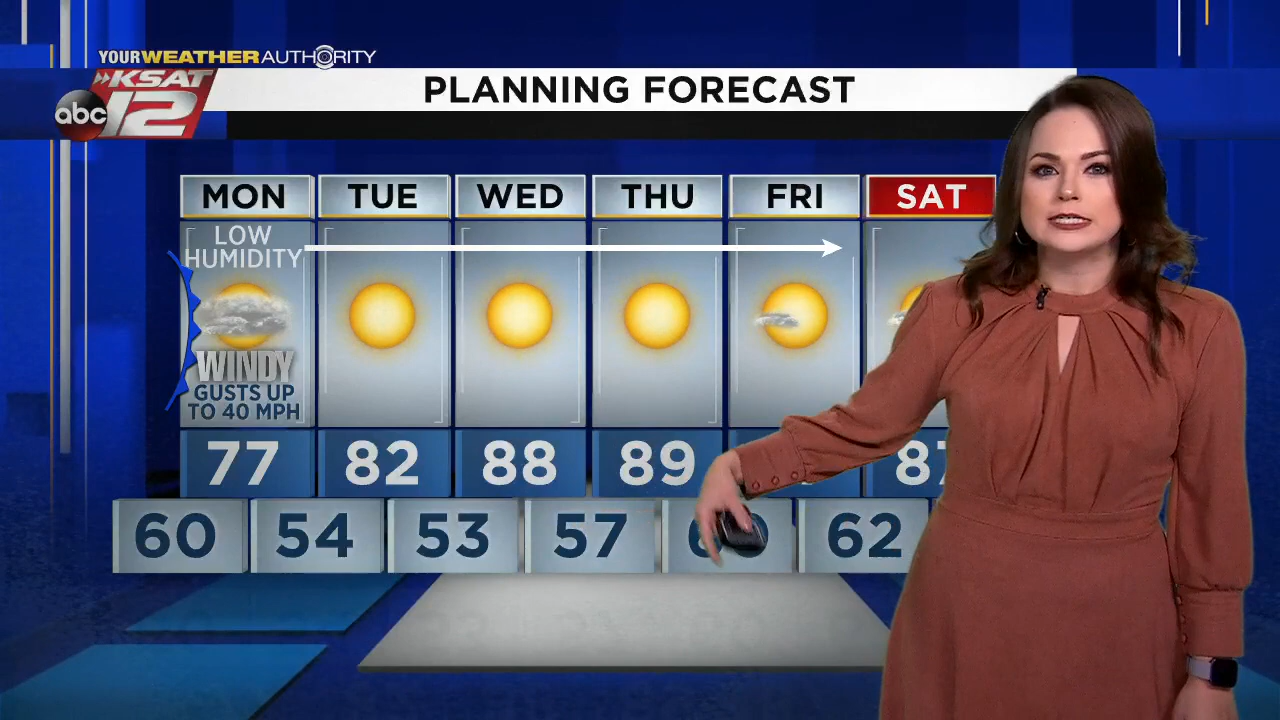 YOUR WEATHER AUTHORITY
KSAT
abc 12
PLANNING FORECAST
MON TUE WED THU FRI SAT
LOW
HUMIDITY
WINDY
GUSTS UP
TO 40 MPH
77 82 88 89
60 54 53 57 62